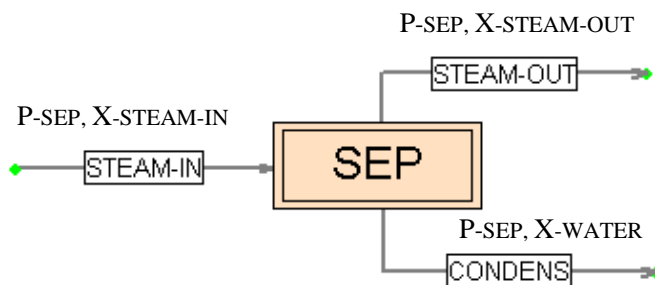 P-SEP, X-STEAM-OUT
STEAM-OUT
P-SEP, X-STEAM-IN
STEAM-IN
SEP
P-SEP, X-WATER
CONDENS